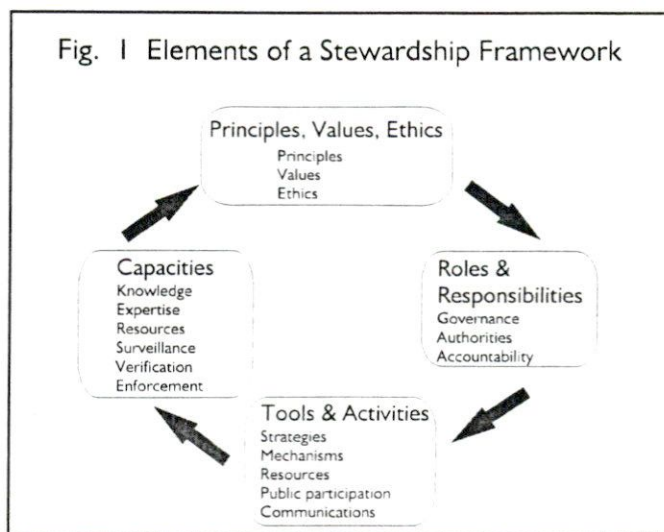 Fig. 1 Elements of a Stewardship Framework
Principles, Values, Ethics
Principles
Values
Ethics
Roles &
Responsibilities
Governance
Authorities
Accountability
Tools & Activities
Strategies
Mechanisms
Resources
Public participation
Communications
Capacities
Knowledge
Expertise
Resources
Surveillance
Verification
Enforcement